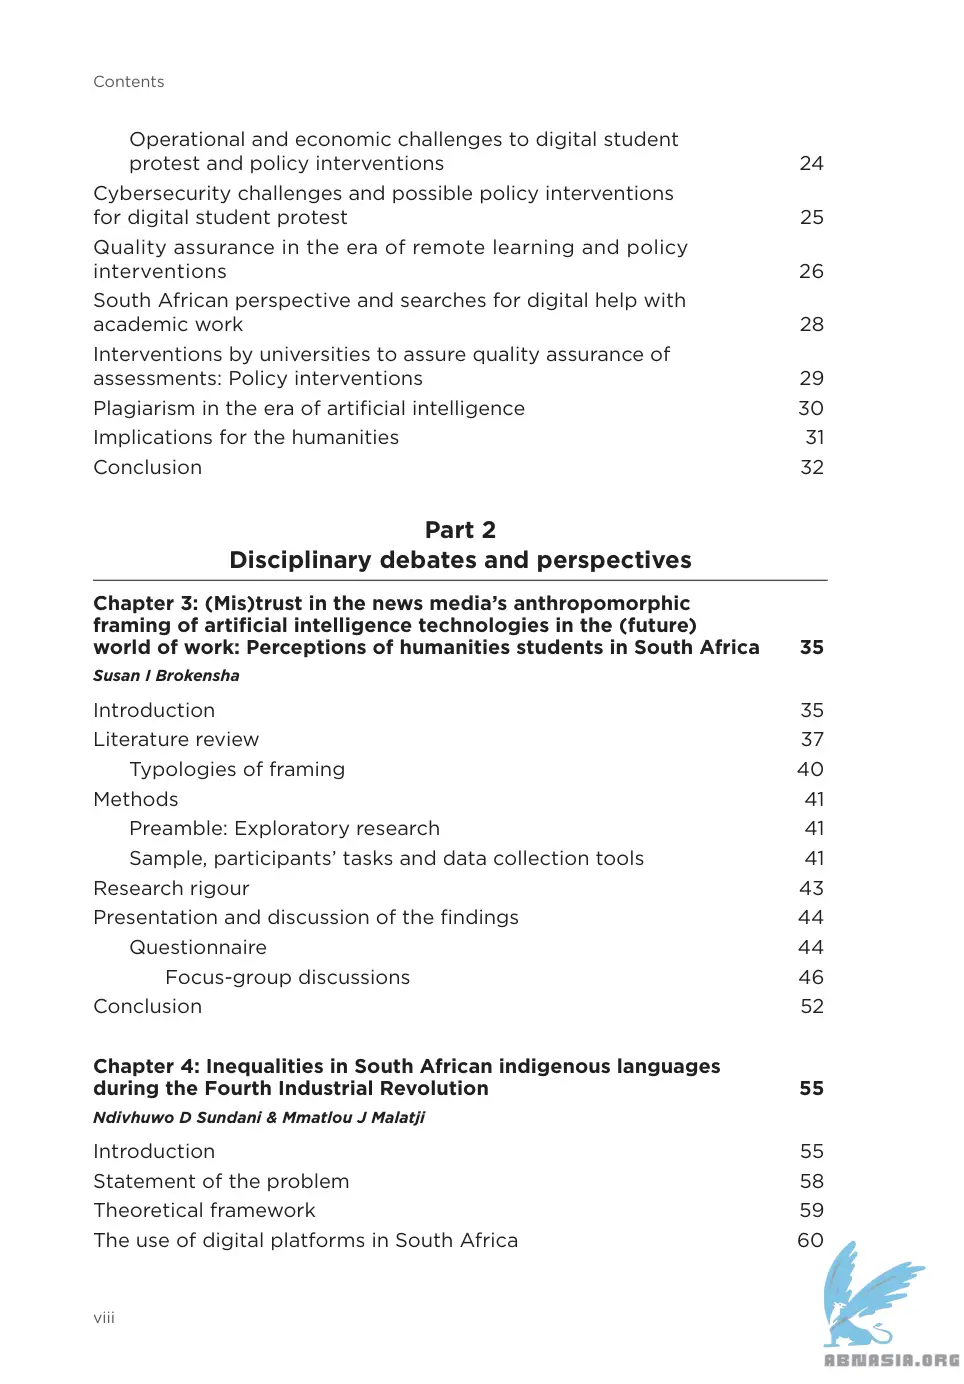 Contents
Operational and economic challenges to digital student
protest and policy interventions 24
Cybersecurity challenges and possible policy interventions
for digital student protest 25
Quality assurance in the era of remote learning and policy
interventions 26
South African perspective and searches for digital help with
academic work 28
Interventions by universities to assure quality assurance of
assessments: Policy interventions 29
Plagiarism in the era of artificial intelligence 30
Implications for the humanities 31
Conclusion 32
Part 2
Disciplinary debates and perspectives
Chapter 3: (Mis)trust in the news media’s anthropomorphic
framing of artificial intelligence technologies in the (future)
world of work: Perceptions of humanities students in South Africa 35
Susan I Brokensha
Introduction 35
Literature review 37
Typologies of framing 40
Methods 41
Preamble: Exploratory research 41
Sample, participants’ tasks and data collection tools 41
Research rigour 43
Presentation and discussion of the findings 44
Questionnaire 44
Focus-group discussions 46
Conclusion 52
Chapter 4: Inequalities in South African indigenous languages
during the Fourth Industrial Revolution 55
Ndivhuwo D Sundani & Mmatlou J Malatji
Introduction 55
Statement of the problem 58
Theoretical framework 59
The use of digital platforms in South Africa 60
viii
ABNASIA.ORG